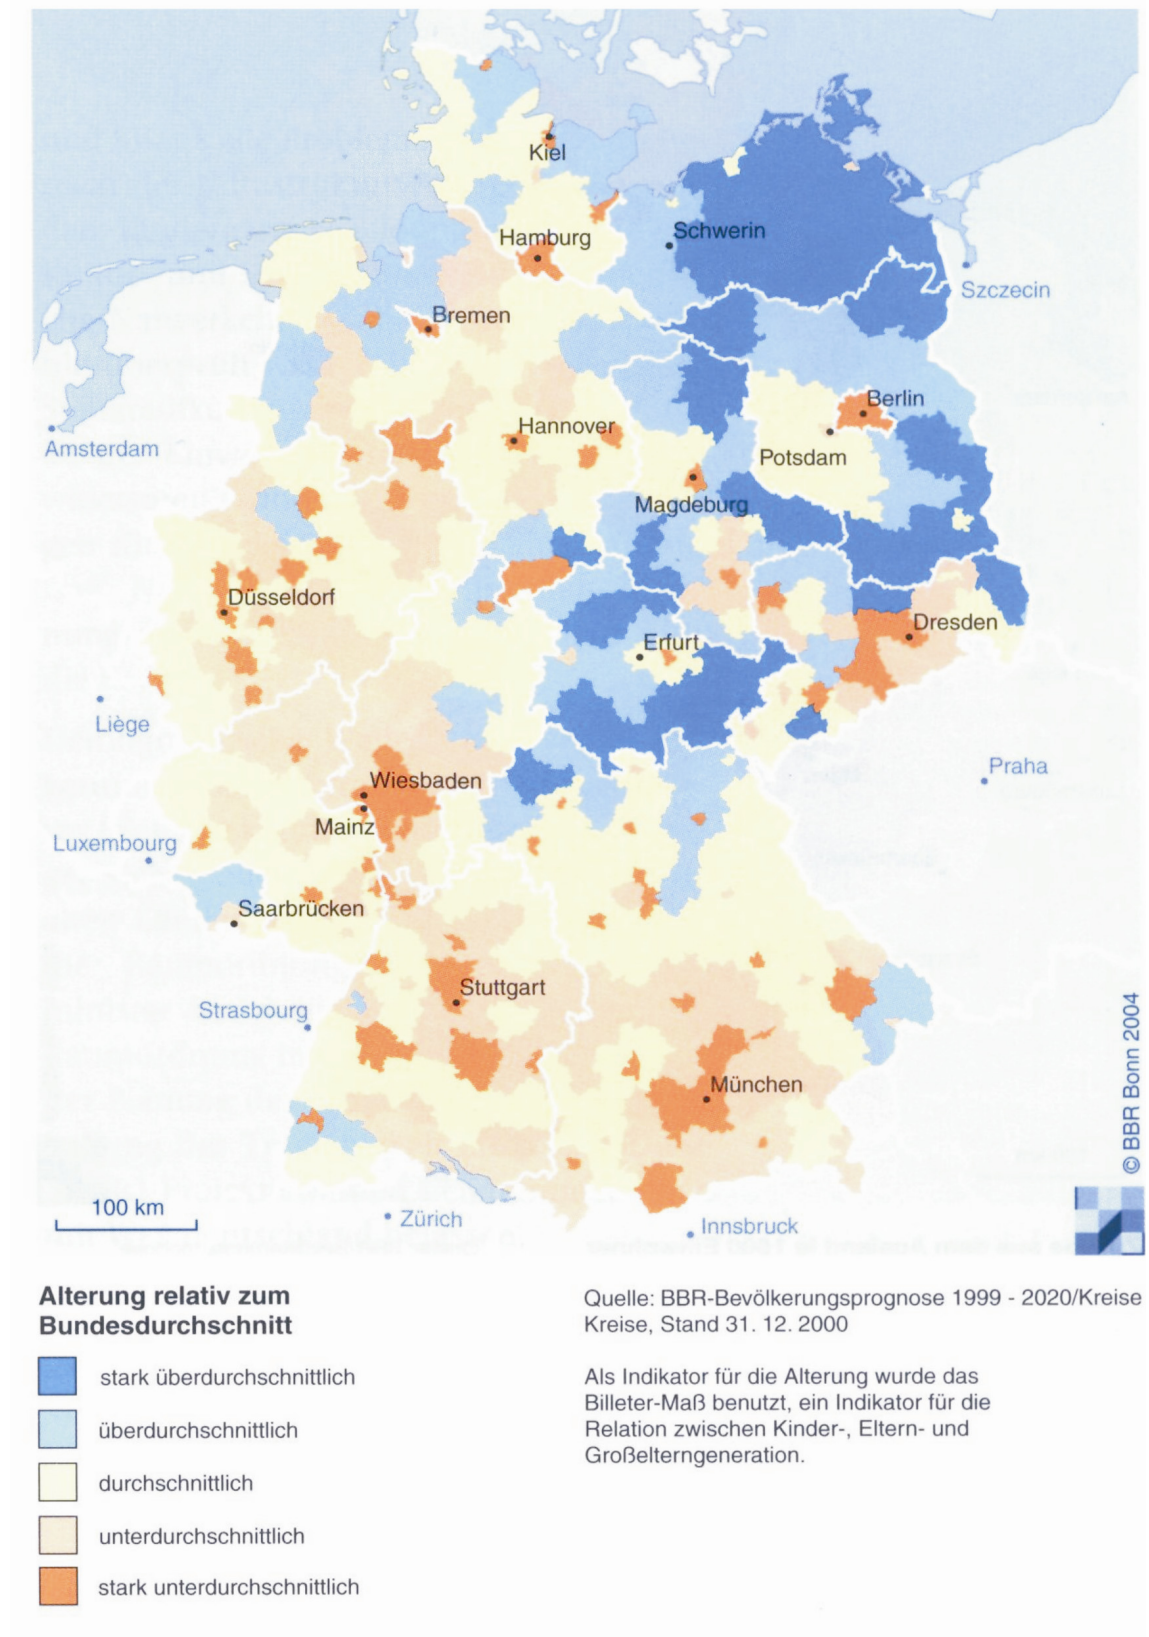 Kiel
Hamburg
Schwerin
Szczecin
Bremen
Berlin
Hannover
Amsterdam
Potsdam
Magdeburg
Düsseldorf
Dresden
Erfurt
Liège
Praha
Wiesbaden
Mainz
Luxembourg
Saarbrücken
Stuttgart
Strasbourg
München
© BBR Bonn 2004
100 km
Zürich
Innsbruck
Alterung relativ zum
Bundesdurchschnitt
stark überdurchschnittlich
überdurchschnittlich
durchschnittlich
unterdurchschnittlich
stark unterdurchschnittlich
Quelle: BBR-Bevölkerungsprognose 1999 - 2020/Kreise
Kreise, Stand 31. 12. 2000
Als Indikator für die Alterung wurde das
Billeter-Maß benutzt, ein Indikator für die
Relation zwischen Kinder-, Eltern- und
Großelterngeneration.